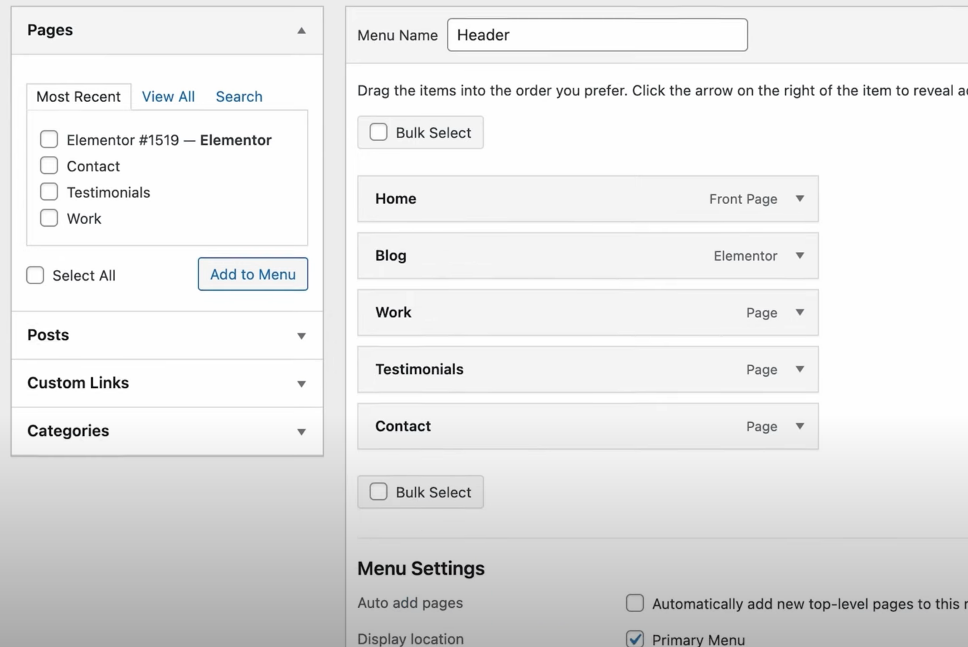 Pages
Most Recent View All Search
Elementor #1519 — Elementor
Contact
Testimonials
Work
Select All Add to Menu
Posts
Custom Links
Categories
Menu Name Header
Drag the items into the order you prefer. Click the arrow on the right of the item to reveal
Bulk Select
Home Front Page
Blog Elementor
Work Page
Testimonials Page
Contact Page
Bulk Select
Menu Settings
Auto add pages Automatically add new top-level pages to this
Display location Primary Menu